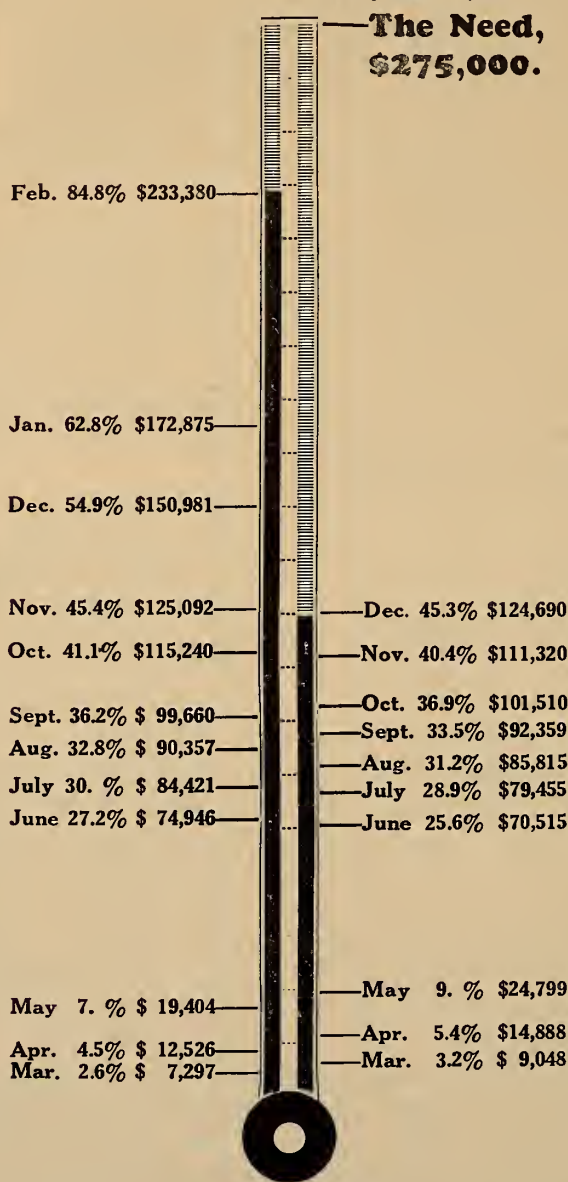 The Need,
$275,000.
Feb. 84.8% $233,380
Jan. 62.8% $172,875
Dec. 54.9% $150,981
Nov. 45.4% $125,092
Oct. 41.1% $115,240
Sept. 36.2% $ 99,660
Aug. 32.8% $ 90,357
July 30. % $ 84,421
June 27.2% $ 74,946
May 7. % $ 19,404
Apr. 4.5% $ 12,526
Mar. 2.6% $ 7,297
Dec. 45.3% $124,690
Nov. 40.4% $111,320
Oct. 36.9% $101,510
Sept. 33.5% $92,359
Aug. 31.2% $85,815
July 28.9% $79,455
June 25.6% $70,515
May 9. % $24,799
Apr. 5.4% $14,888
Mar. 3.2% $ 9,048